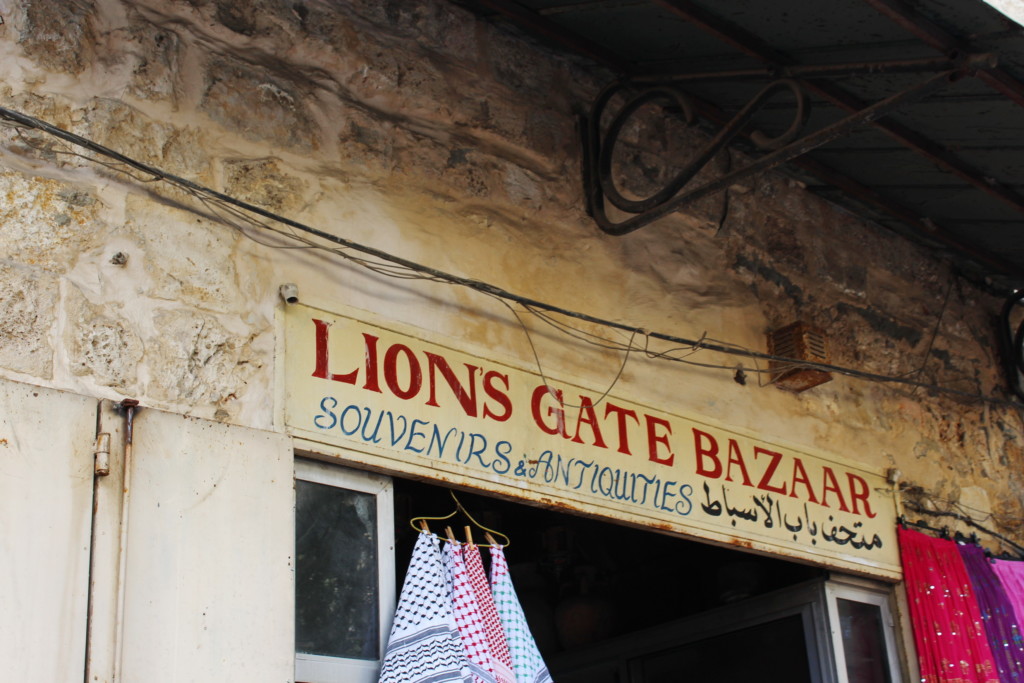 LION'S GATE BAZAAR
SOUVENIRS & ANTIQUITIES متحف باب الاسباط